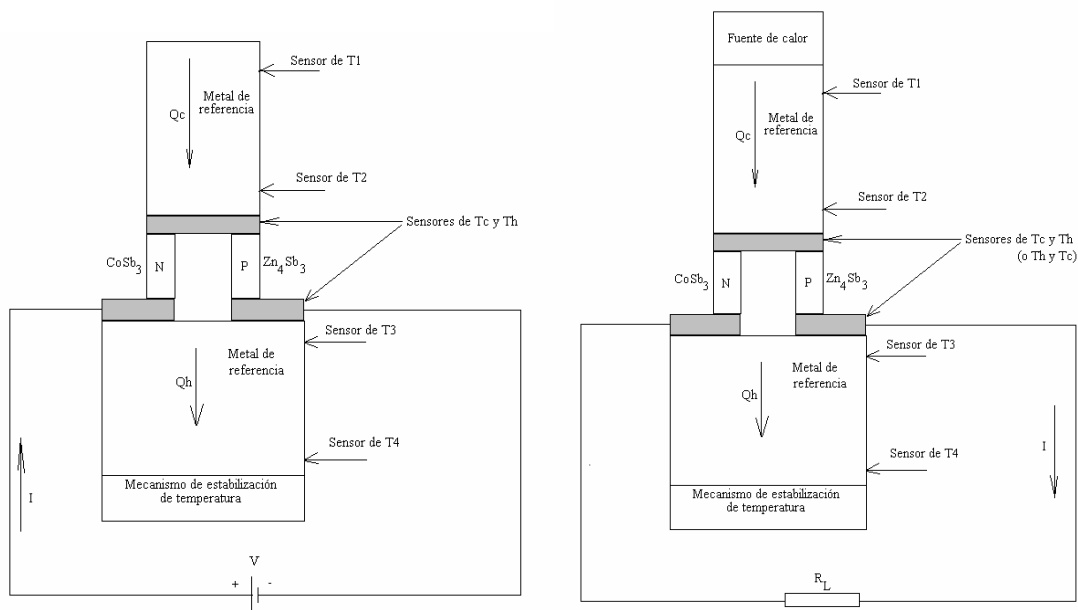 Sensor de T1
Metal de
referencia
Qc
Sensor de T2
Sensores de Tc y Th
CoSb3
N
P
Zn4Sb3
Sensor de T3
Metal de
referencia
Qh
Sensor de T4
Mecanismo de estabilización
de temperatura
I
V
+
-
Fuente de calor
Sensor de T1
Metal de
referencia
Qc
Sensor de T2
Sensores de Tc y Th
(o Th y Tc)
CoSb3
N
P
Zn4Sb3
Sensor de T3
Metal de
referencia
Qh
Sensor de T4
I
Mecanismo de estabilización
de temperatura
RL